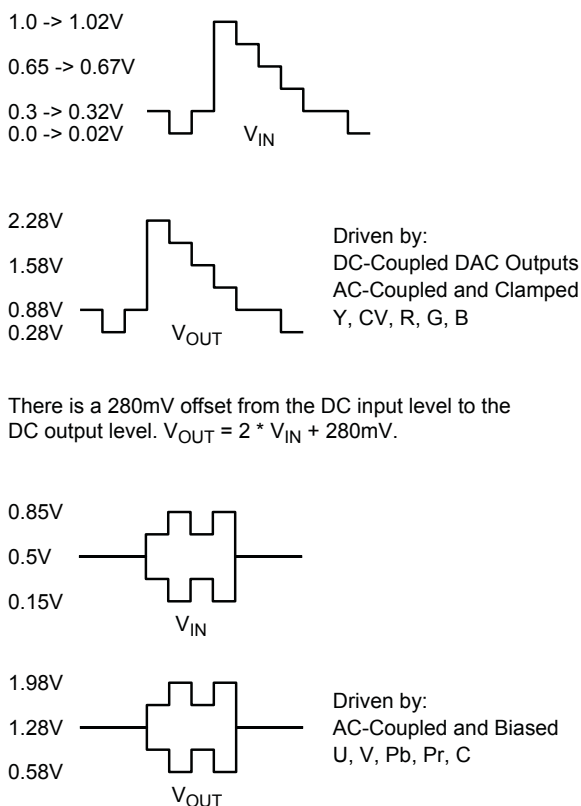 1.0 -> 1.02V
0.65 -> 0.67V
0.3 -> 0.32V
0.0 -> 0.02V
VIN
2.28V
1.58V
0.88V
0.28V
VOUT
Driven by:
DC-Coupled DAC Outputs
AC-Coupled and Clamped
Y, CV, R, G, B
There is a 280mV offset from the DC input level to the
DC output level. VOUT = 2 * VIN + 280mV.
0.85V
0.5V
0.15V
VIN
1.98V
1.28V
0.58V
VOUT
Driven by:
AC-Coupled and Biased
U, V, Pb, Pr, C